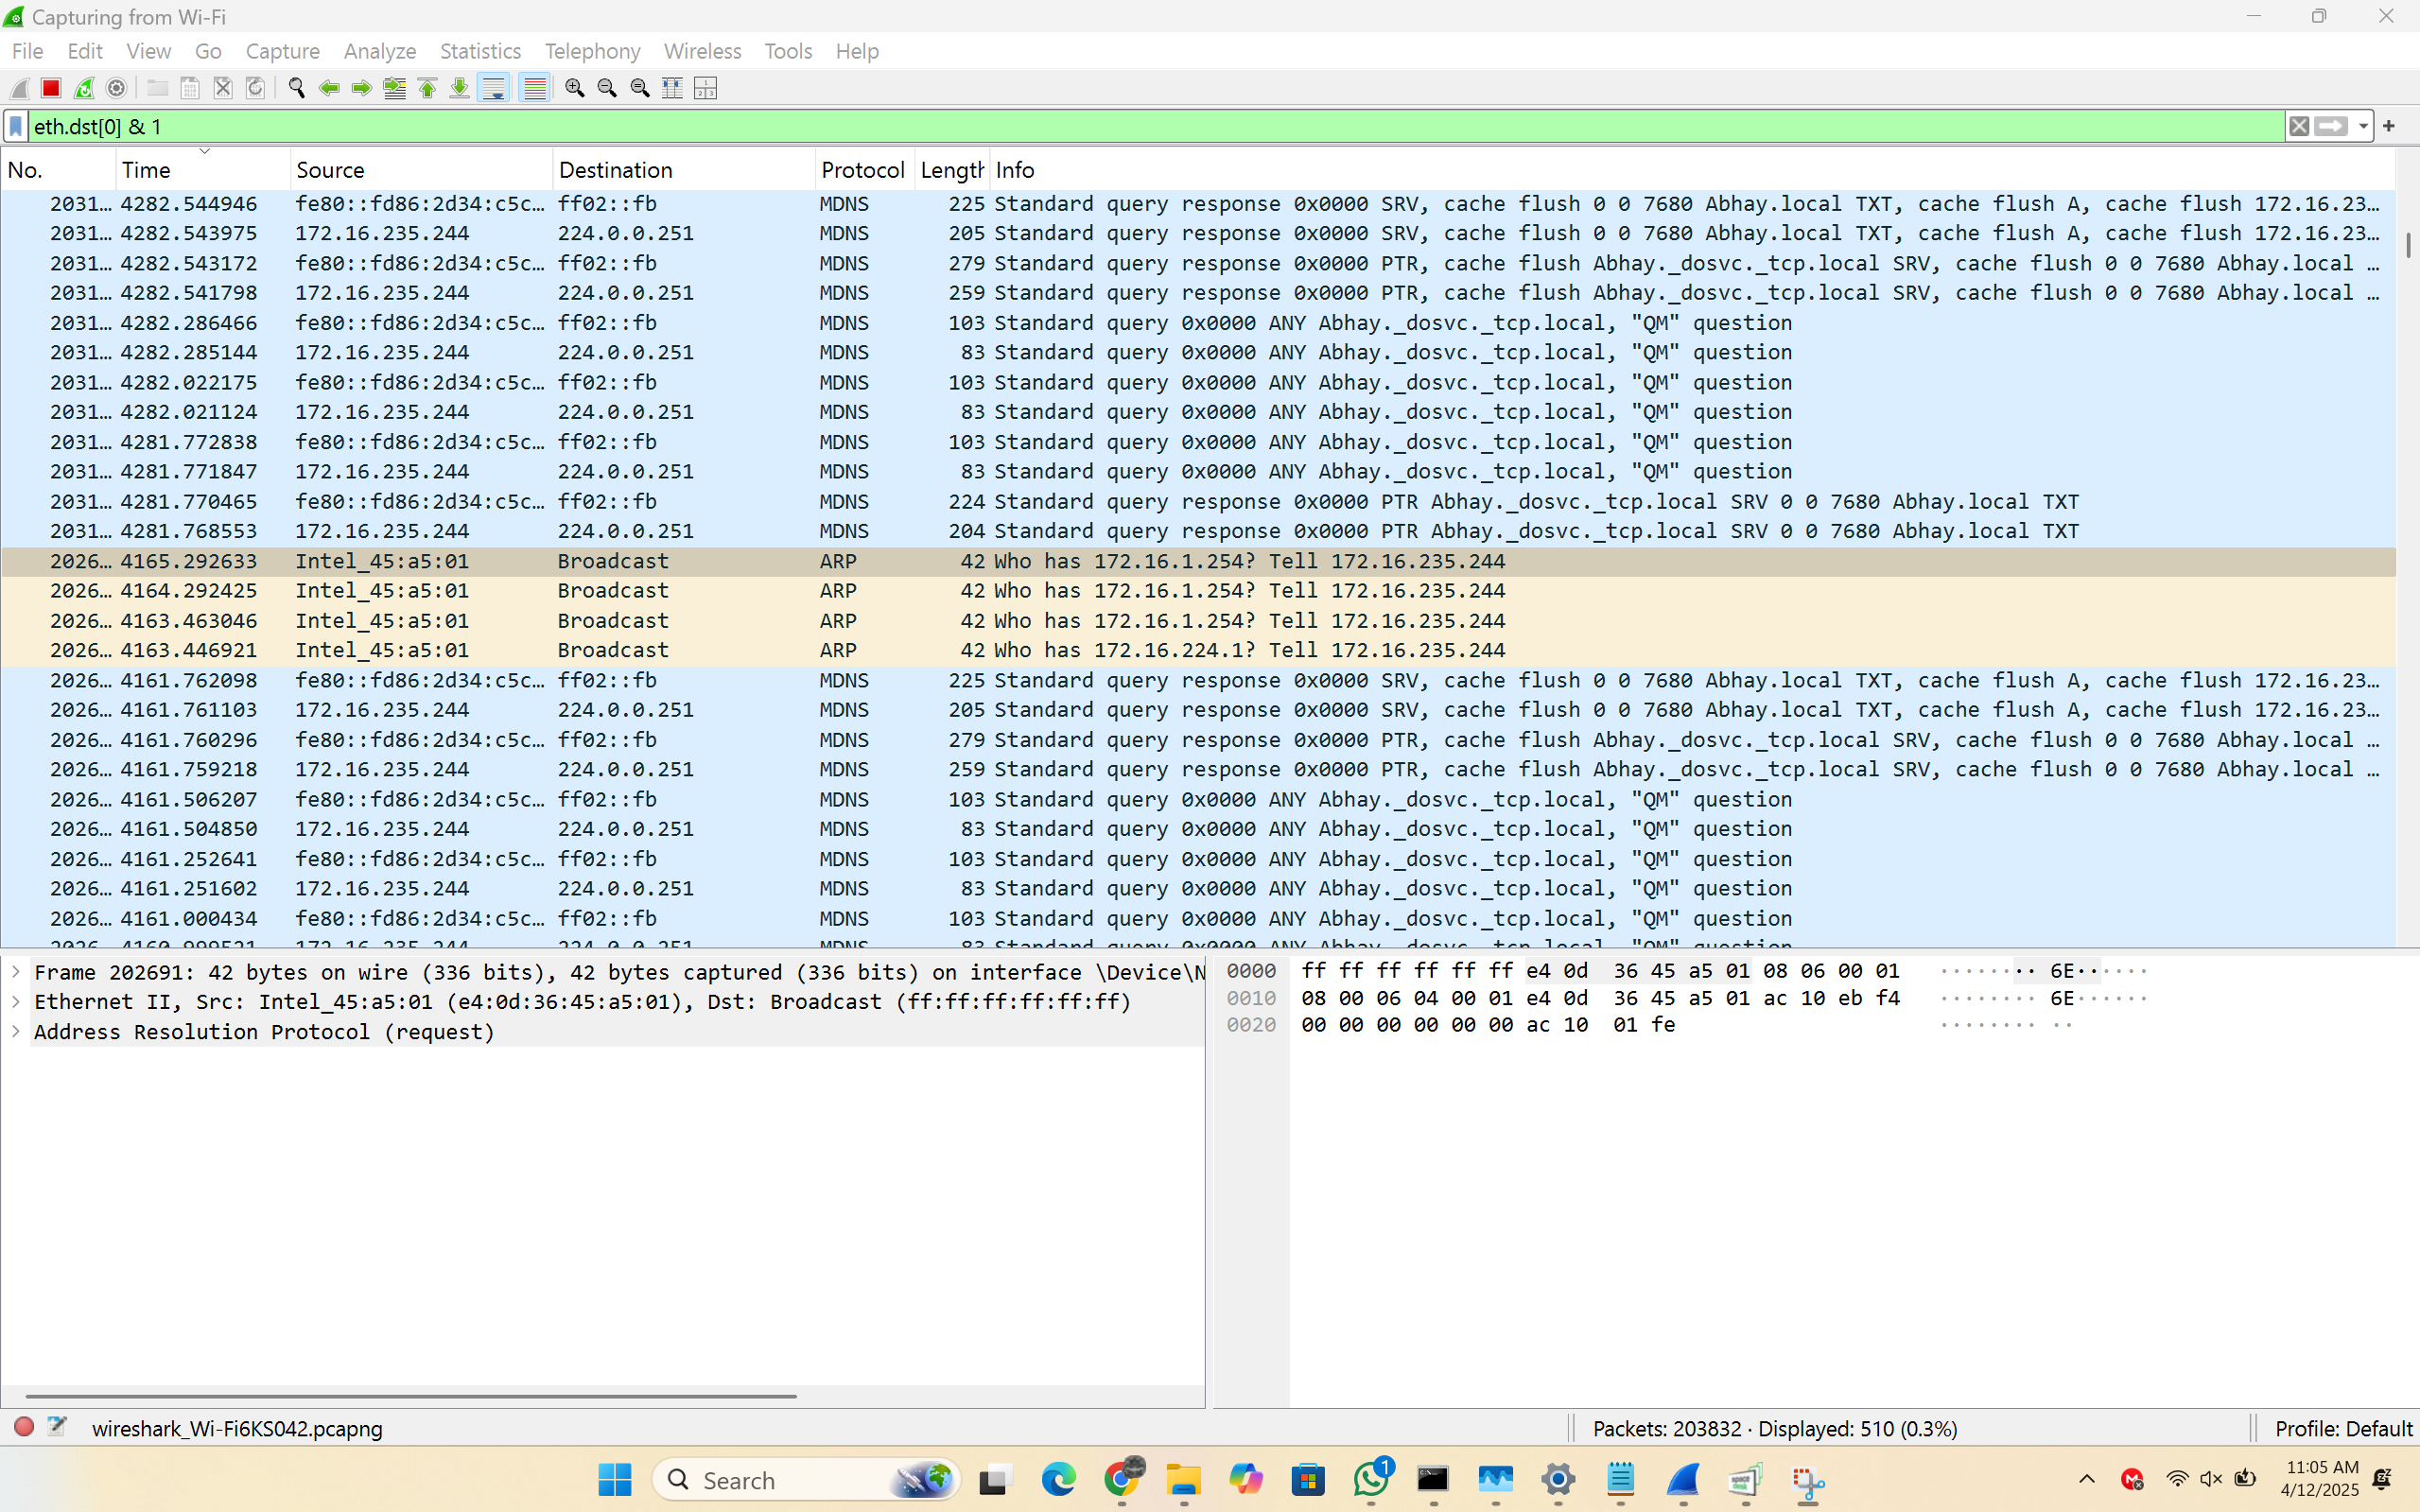 Capturing from Wi-Fi
File Edit View Go Capture Analyze Statistics Telephony Wireless Tools Help
eth.dst[0] & 1
No. Time Source Destination Protocol Length Info
2031… 4282.544946 fe80::fd86:2d34:c5c… ff02::fb MDNS 225 Standard query response 0x0000 SRV, cache flush 0 0 7680 Abhay.local TXT, cache flush A, cache flush 172.16.23…
2031… 4282.543975 172.16.235.244 224.0.0.251 MDNS 205 Standard query response 0x0000 SRV, cache flush 0 0 7680 Abhay.local TXT, cache flush A, cache flush 172.16.23…
2031… 4282.543172 fe80::fd86:2d34:c5c… ff02::fb MDNS 279 Standard query response 0x0000 PTR, cache flush Abhay._dosvc._tcp.local SRV, cache flush 0 0 7680 Abhay.local …
2031… 4282.541798 172.16.235.244 224.0.0.251 MDNS 259 Standard query response 0x0000 PTR, cache flush Abhay._dosvc._tcp.local SRV, cache flush 0 0 7680 Abhay.local …
2031… 4282.286466 fe80::fd86:2d34:c5c… ff02::fb MDNS 103 Standard query 0x0000 ANY Abhay._dosvc._tcp.local, "QM" question
2031… 4282.285144 172.16.235.244 224.0.0.251 MDNS 83 Standard query 0x0000 ANY Abhay._dosvc._tcp.local, "QM" question
2031… 4282.022175 fe80::fd86:2d34:c5c… ff02::fb MDNS 103 Standard query 0x0000 ANY Abhay._dosvc._tcp.local, "QM" question
2031… 4282.021124 172.16.235.244 224.0.0.251 MDNS 83 Standard query 0x0000 ANY Abhay._dosvc._tcp.local, "QM" question
2031… 4281.772838 fe80::fd86:2d34:c5c… ff02::fb MDNS 103 Standard query 0x0000 ANY Abhay._dosvc._tcp.local, "QM" question
2031… 4281.771847 172.16.235.244 224.0.0.251 MDNS 83 Standard query 0x0000 ANY Abhay._dosvc._tcp.local, "QM" question
2031… 4281.770465 fe80::fd86:2d34:c5c… ff02::fb MDNS 224 Standard query response 0x0000 PTR Abhay._dosvc._tcp.local SRV 0 0 7680 Abhay.local TXT
2031… 4281.768553 172.16.235.244 224.0.0.251 MDNS 204 Standard query response 0x0000 PTR Abhay._dosvc._tcp.local SRV 0 0 7680 Abhay.local TXT
2026… 4165.292633 Intel_45:a5:01 Broadcast ARP 42 Who has 172.16.1.254? Tell 172.16.235.244
2026… 4164.292425 Intel_45:a5:01 Broadcast ARP 42 Who has 172.16.1.254? Tell 172.16.235.244
2026… 4163.463046 Intel_45:a5:01 Broadcast ARP 42 Who has 172.16.1.254? Tell 172.16.235.244
2026… 4163.446921 Intel_45:a5:01 Broadcast ARP 42 Who has 172.16.224.1? Tell 172.16.235.244
2026… 4161.762098 fe80::fd86:2d34:c5c… ff02::fb MDNS 225 Standard query response 0x0000 SRV, cache flush 0 0 7680 Abhay.local TXT, cache flush A, cache flush 172.16.23…
2026… 4161.761103 172.16.235.244 224.0.0.251 MDNS 205 Standard query response 0x0000 SRV, cache flush 0 0 7680 Abhay.local TXT, cache flush A, cache flush 172.16.23…
2026… 4161.760296 fe80::fd86:2d34:c5c… ff02::fb MDNS 279 Standard query response 0x0000 PTR, cache flush Abhay._dosvc._tcp.local SRV, cache flush 0 0 7680 Abhay.local …
2026… 4161.759218 172.16.235.244 224.0.0.251 MDNS 259 Standard query response 0x0000 PTR, cache flush Abhay._dosvc._tcp.local SRV, cache flush 0 0 7680 Abhay.local …
2026… 4161.506207 fe80::fd86:2d34:c5c… ff02::fb MDNS 103 Standard query 0x0000 ANY Abhay._dosvc._tcp.local, "QM" question
2026… 4161.504850 172.16.235.244 224.0.0.251 MDNS 83 Standard query 0x0000 ANY Abhay._dosvc._tcp.local, "QM" question
2026… 4161.252641 fe80::fd86:2d34:c5c… ff02::fb MDNS 103 Standard query 0x0000 ANY Abhay._dosvc._tcp.local, "QM" question
2026… 4161.251602 172.16.235.244 224.0.0.251 MDNS 83 Standard query 0x0000 ANY Abhay._dosvc._tcp.local, "QM" question
2026… 4161.000434 fe80::fd86:2d34:c5c… ff02::fb MDNS 103 Standard query 0x0000 ANY Abhay._dosvc._tcp.local, "QM" question
2026… 4160.999521 172.16.235.244 224.0.0.251 MDNS 83 Standard query 0x0000 ANY Abhay._dosvc._tcp.local, "QM" question
Frame 202691: 42 bytes on wire (336 bits), 42 bytes captured (336 bits) on interface \Device\N
Ethernet II, Src: Intel_45:a5:01 (e4:0d:36:45:a5:01), Dst: Broadcast (ff:ff:ff:ff:ff:ff)
Address Resolution Protocol (request)
0000 ff ff ff ff ff ff e4 0d 36 45 a5 01 08 06 00 01 ········ 6E······
0010 08 00 06 04 00 01 e4 0d 36 45 a5 01 ac 10 eb f4 ········ 6E······
0020 00 00 00 00 00 00 ac 10 01 fe ········ ··
wireshark_Wi-Fi6KS042.pcapng
Packets: 203832 · Displayed: 510 (0.3%)
Profile: Default
Search
1
11:05 AM
4/12/2025